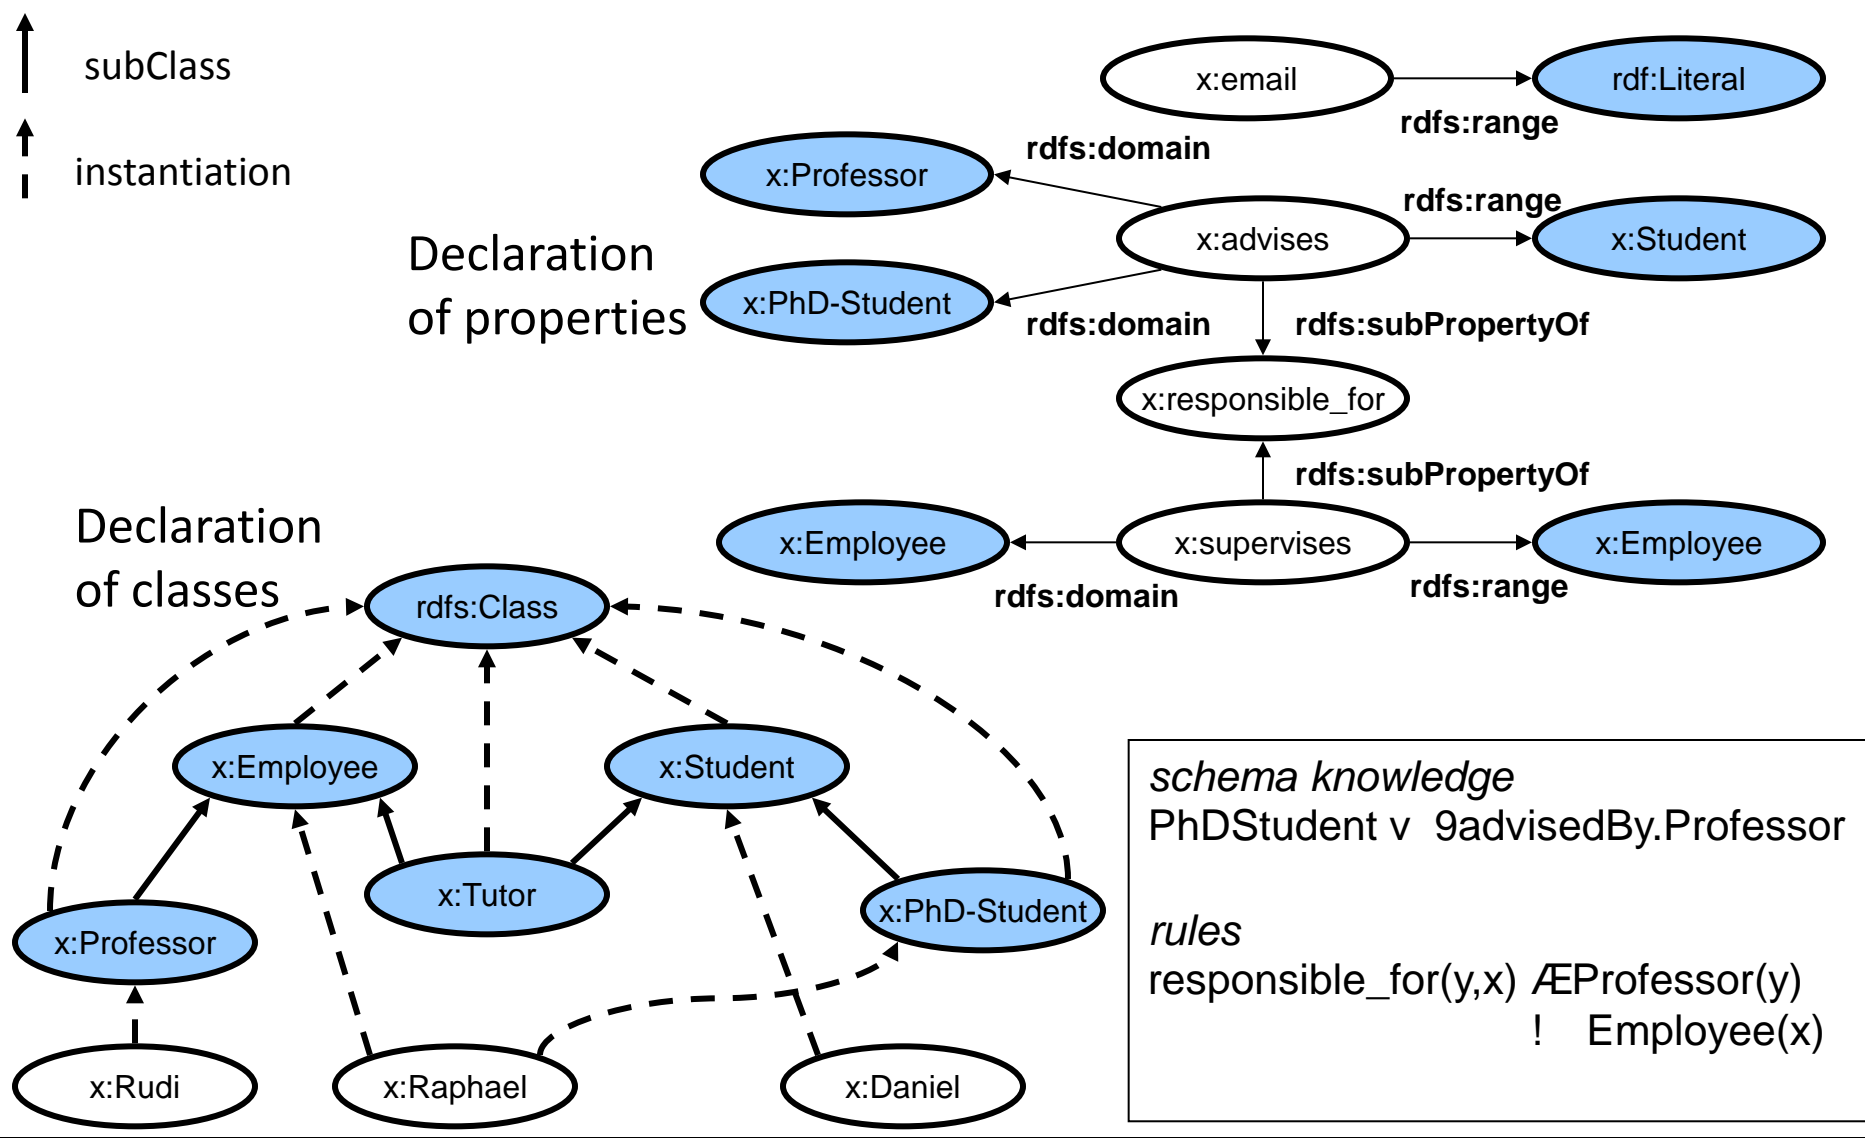 subClass
instantiation
x:email
rdf:Literal
rdfs:range
rdfs:domain
x:Professor
rdfs:range
x:advises
x:Student
Declaration
of properties
x:PhD-Student
rdfs:domain
rdfs:subPropertyOf
x:responsible_for
rdfs:subPropertyOf
x:Employee
x:supervises
x:Employee
rdfs:domain
rdfs:range
Declaration
of classes
rdfs:Class
x:Employee
x:Student
x:Tutor
x:PhD-Student
x:Professor
x:Rudi
x:Raphael
x:Daniel
schema knowledge
PhDStudent v 9advisedBy.Professor
rules
responsible_for(y,x) ÆProfessor(y)
! Employee(x)